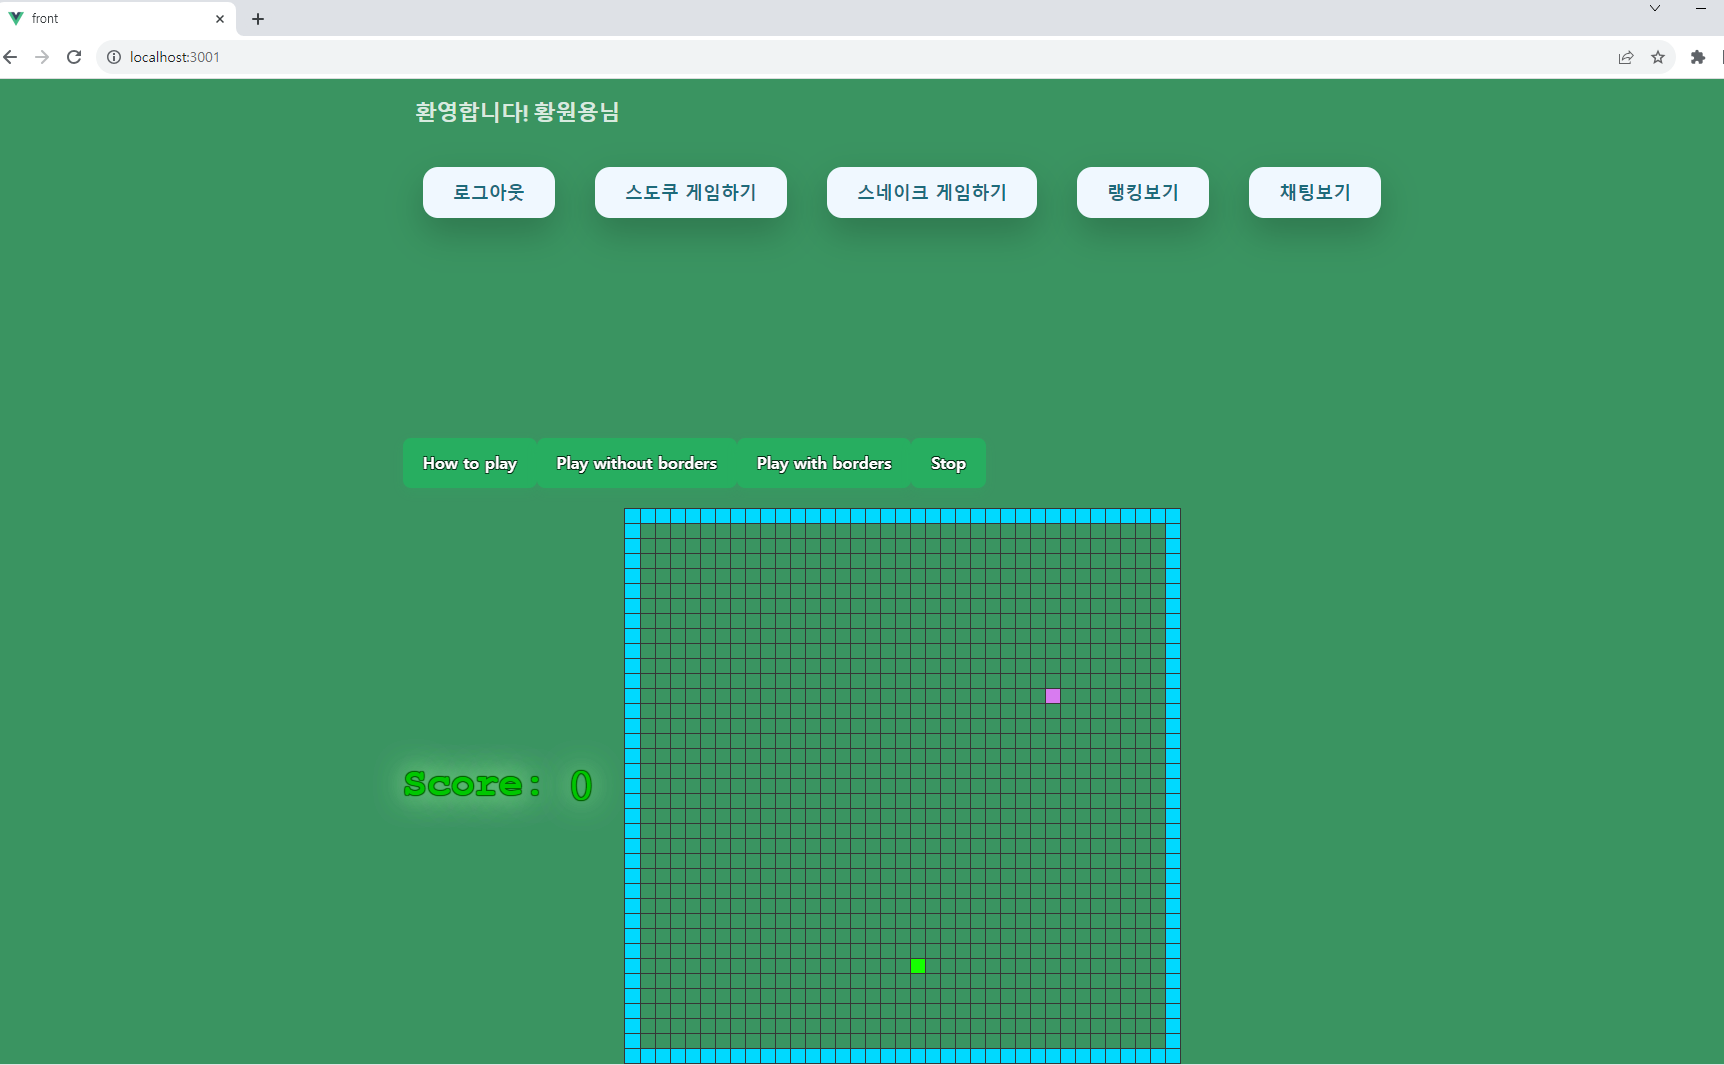 front
localhost:3001
환영합니다! 황원용님
로그아웃 스도쿠 게임하기 스네이크 게임하기 랭킹보기 채팅보기
How to play Play without borders Play with borders Stop
Score: 0